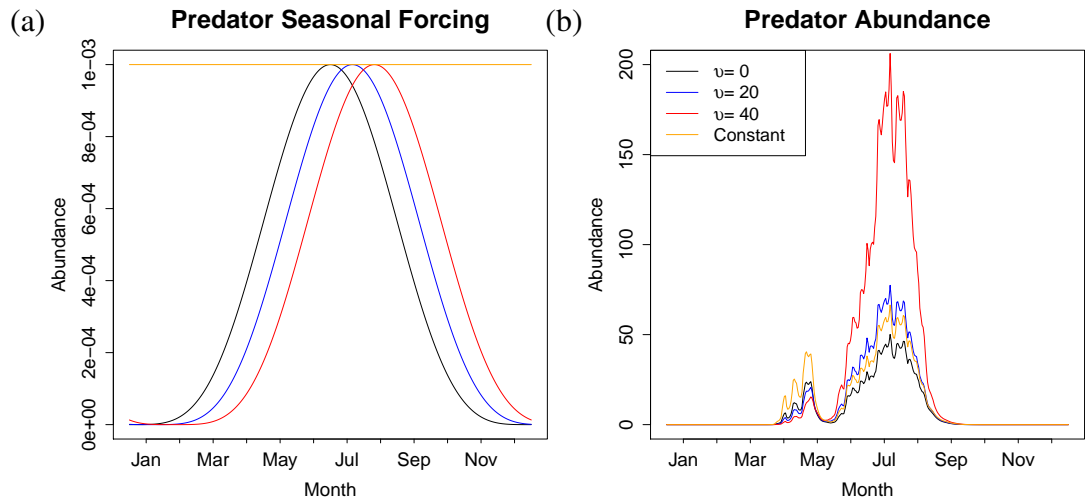 (a)
Predator Seasonal Forcing
Abundance
1e−03
8e−04
6e−04
4e−04
2e−04
0e+00
Jan Mar May Jul Sep Nov
Month
(b)
Predator Abundance
Abundance
200
150
100
50
0
υ= 0
υ= 20
υ= 40
Constant
Jan Mar May Jul Sep Nov
Month